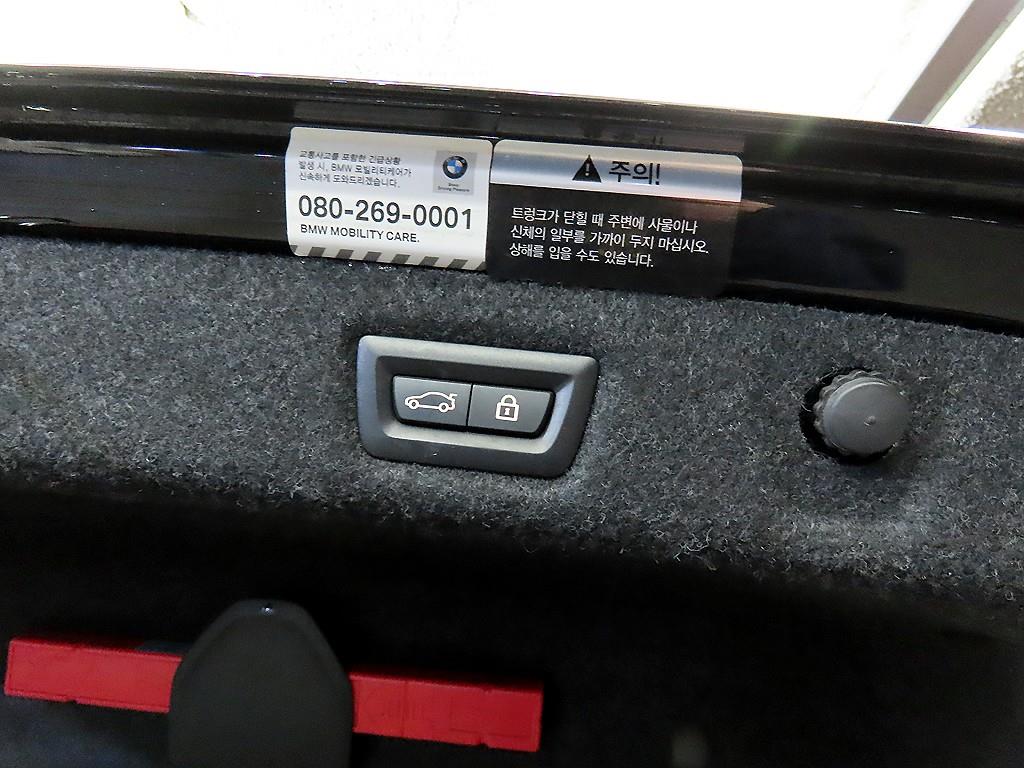 교통사고를 포함한 긴급상황
발생 시, BMW 모빌리티케어가
신속하게 도와드리겠습니다.
080-269-0001
BMW MOBILITY CARE.
주의!
트렁크가 닫힐 때 주변에 사물이나
신체의 일부를 가까이 두지 마십시오.
상해를 입을 수도 있습니다.